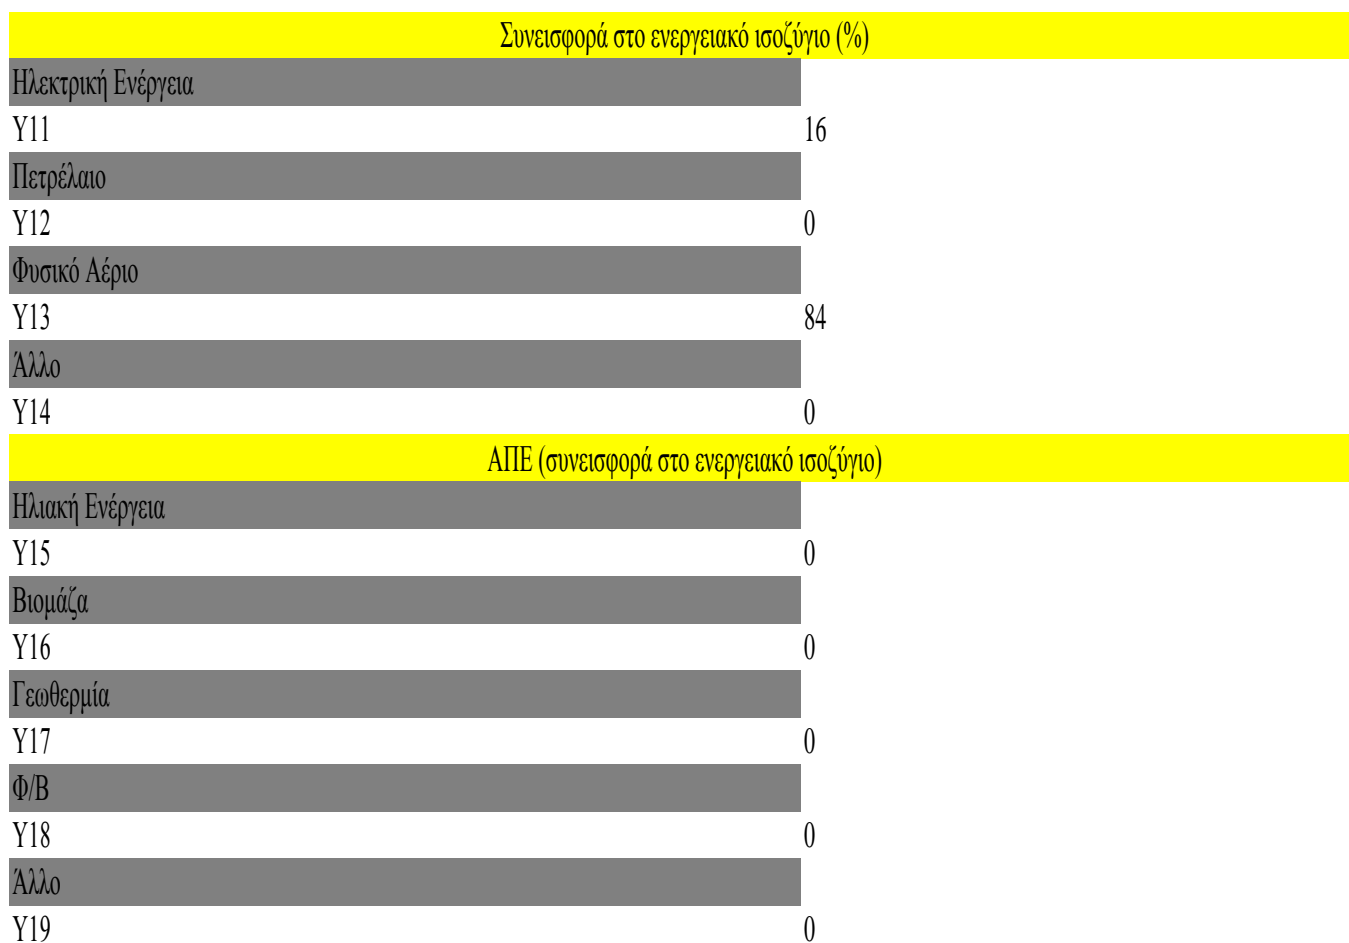 Συνεισφορά στο ενεργειακό ισοζύγιο (%)
Ηλεκτρική Ενέργεια
Υ11 16
Πετρέλαιο
Υ12 0
Φυσικό Αέριο
Υ13 84
Άλλο
Υ14 0
ΑΠΕ (συνεισφορά στο ενεργειακό ισοζύγιο)
Ηλιακή Ενέργεια
Υ15 0
Βιομάζα
Υ16 0
Γεωθερμία
Υ17 0
Φ/Β
Υ18 0
Άλλο
Υ19 0